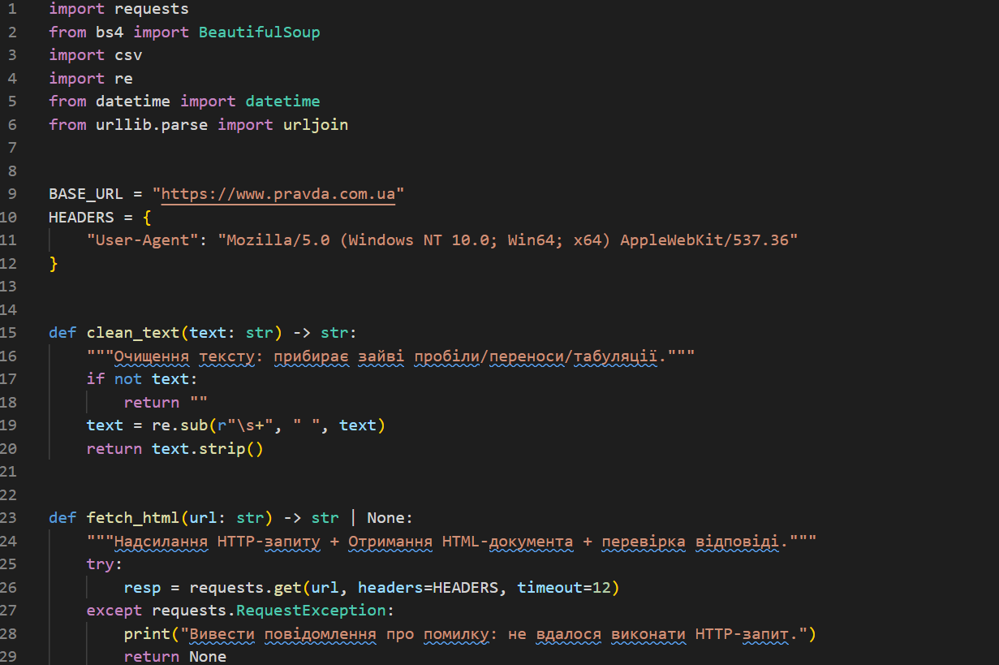 1 import requests
2 from bs4 import BeautifulSoup
3 import csv
4 import re
5 from datetime import datetime
6 from urllib.parse import urljoin
7
8
9 BASE_URL = "https://www.pravda.com.ua"
10 HEADERS = {
11     "User-Agent": "Mozilla/5.0 (Windows NT 10.0; Win64; x64) AppleWebKit/537.36"
12 }
13
14
15 def clean_text(text: str) -> str:
16     """Очищення тексту: прибирає зайві пробіли/переноси/табуляції."""
17     if not text:
18         return ""
19     text = re.sub(r"\s+", " ", text)
20     return text.strip()
21
22
23 def fetch_html(url: str) -> str | None:
24     """Надсилання HTTP-запиту + Отримання HTML-документа + перевірка відповіді."""
25     try:
26         resp = requests.get(url, headers=HEADERS, timeout=12)
27     except requests.RequestException:
28         print("Вивести повідомлення про помилку: не вдалося виконати HTTP-запит.")
29         return None